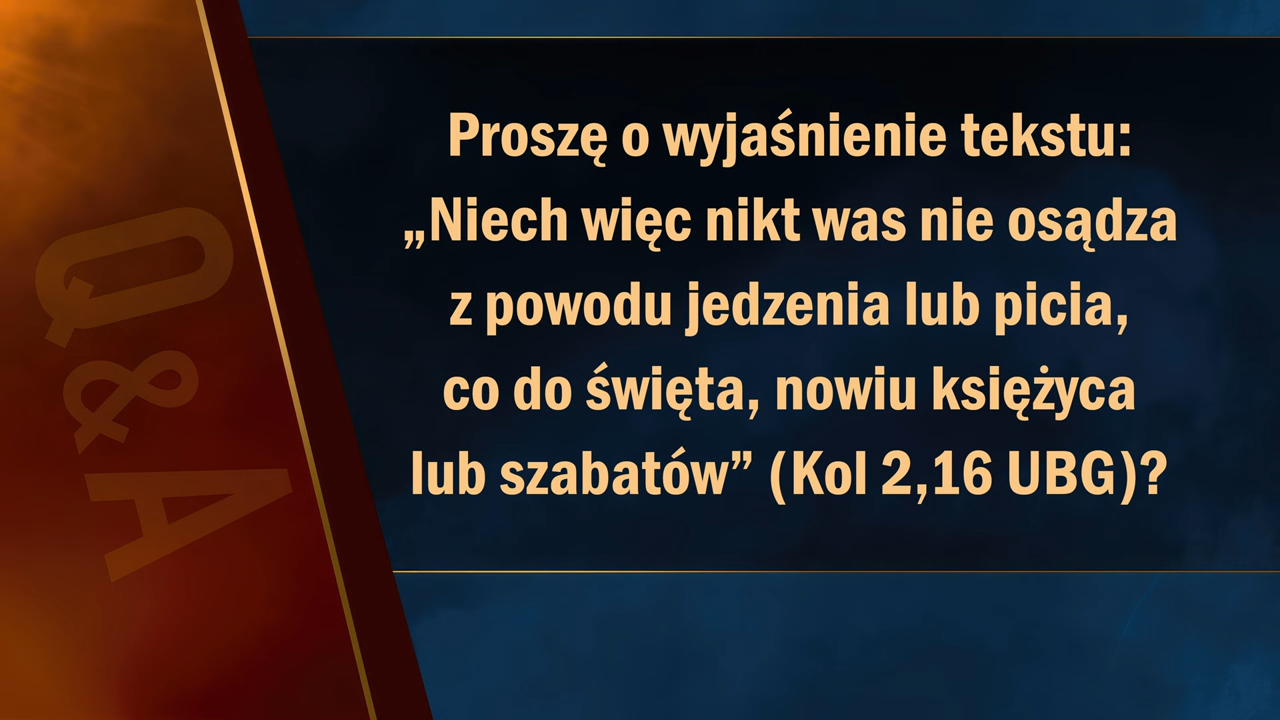 Proszę o wyjaśnienie tekstu:
„Niech więc nikt was nie osądza
z powodu jedzenia lub picia,
co do święta, nowiu księżyca
lub szabatów” (Kol 2,16 UBG)?
Q&A